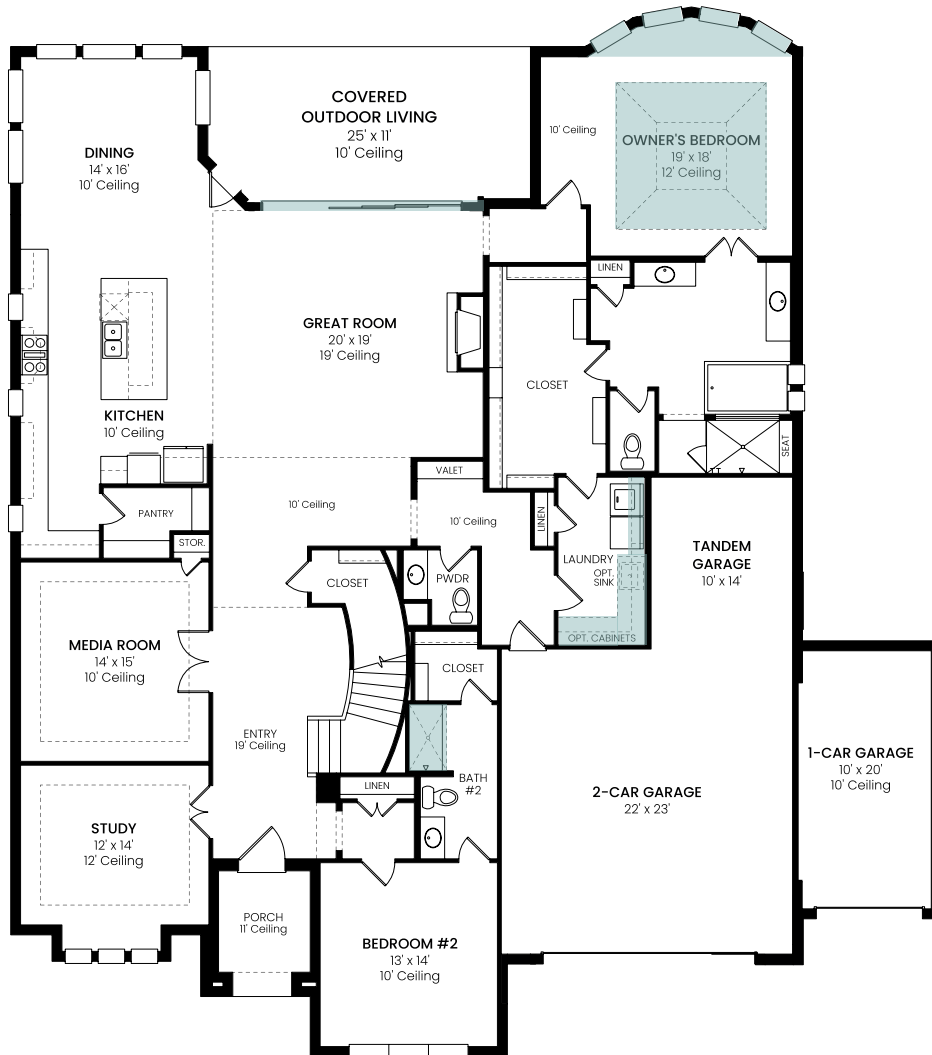 COVERED
OUTDOOR LIVING
25' x 11'
10' Ceiling
10' Ceiling
OWNER'S BEDROOM
19' x 18'
12' Ceiling
DINING
14' x 16'
10' Ceiling
LINEN
GREAT ROOM
20' x 19'
19' Ceiling
CLOSET
KITCHEN
10' Ceiling
SEAT
VALET
PANTRY
10' Ceiling
10' Ceiling
LINEN
STOR.
LAUNDRY
OPT.
SINK
TANDEM
GARAGE
10' x 14'
CLOSET
PWDR
OPT. CABINETS
MEDIA ROOM
14' x 15'
10' Ceiling
CLOSET
ENTRY
19' Ceiling
1-CAR GARAGE
10' x 20'
10' Ceiling
LINEN
BATH
#2
2-CAR GARAGE
22' x 23'
STUDY
12' x 14'
12' Ceiling
PORCH
11' Ceiling
BEDROOM #2
13' x 14'
10' Ceiling